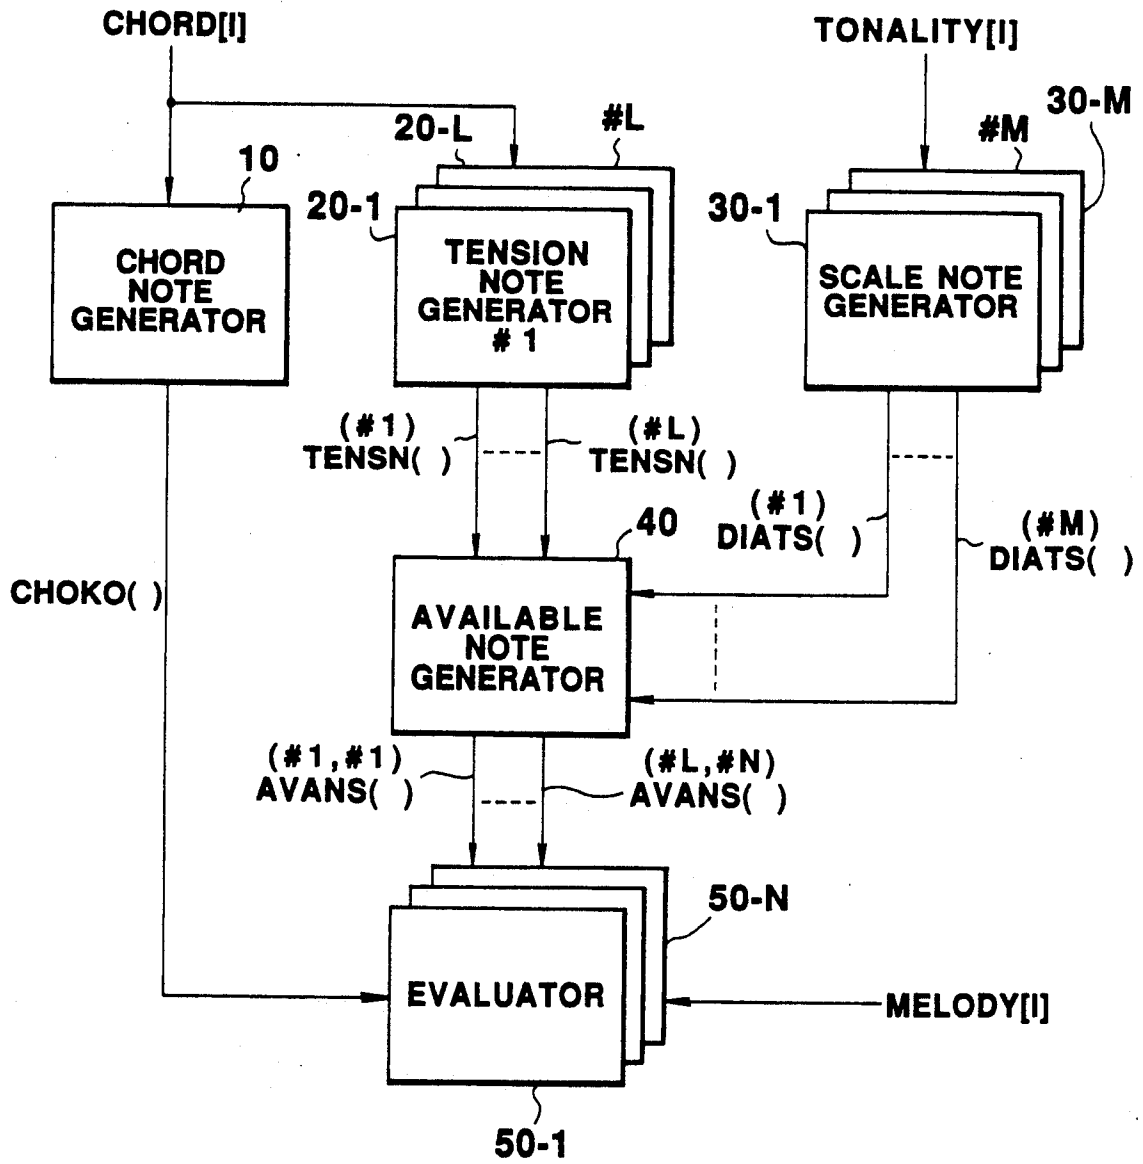 CHORD[I]
TONALITY[I]
20-L
#L
#M
30-M
10
20-1
30-1
CHORD
NOTE
GENERATOR
TENSION
NOTE
GENERATOR
#1
SCALE NOTE
GENERATOR
(#1)
TENSN( )
(#L)
TENSN( )
(#1)
DIATS( )
(#M)
DIATS( )
40
CHOKO( )
AVAILABLE
NOTE
GENERATOR
(#1,#1)
AVANS( )
(#L,#N)
AVANS( )
50-N
EVALUATOR
MELODY[I]
50-1